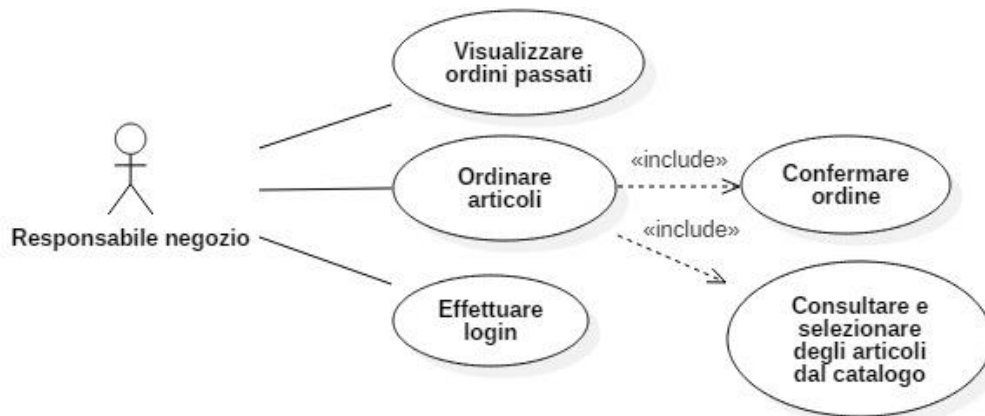 Visualizzare
ordini passati
Responsabile negozio
Ordinare
articoli
«include»
Confermare
ordine
«include»
Effettuare
login
Consultare e
selezionare
degli articoli
dal catalogo